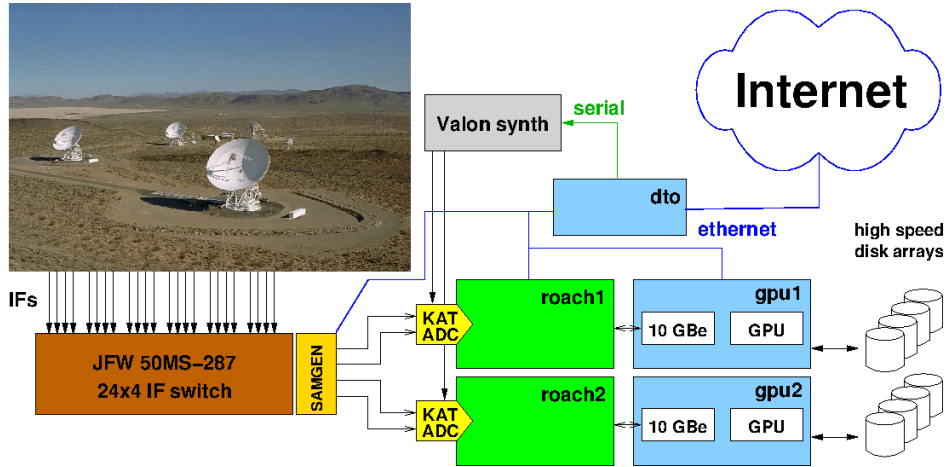 Internet
Valon synth
serial
dto
ethernet
high speed
disk arrays
IFs
JFW 50MS-287
24x4 IF switch
SAMGEN
KAT
ADC
roach1
gpu1
10 GBe
GPU
KAT
ADC
roach2
gpu2
10 GBe
GPU